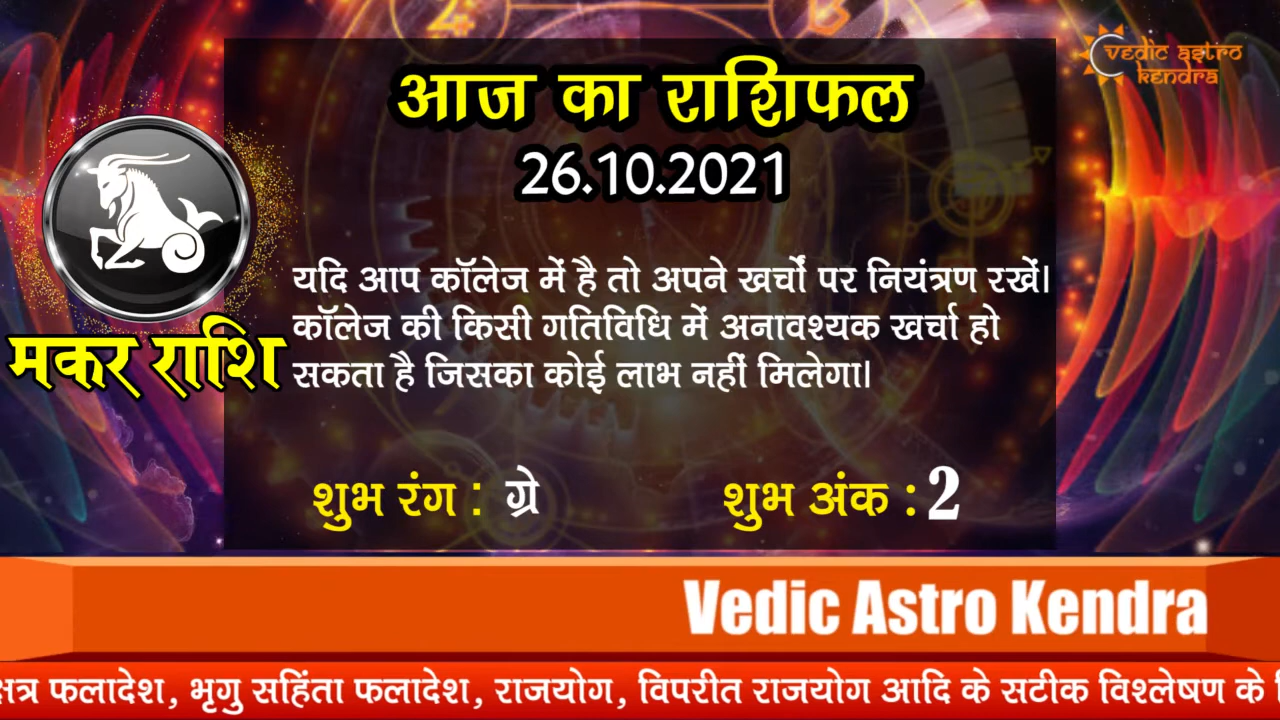 vedic astro
kendra
आज का राशिफल
26.10.2021
यदि आप कॉलेज में है तो अपने खर्चों पर नियंत्रण रखें।
कॉलेज की किसी गतिविधि में अनावश्यक खर्चा हो
सकता है जिसका कोई लाभ नहीं मिलेगा।
मकर राशि
शुभ रंग : ग्रे
शुभ अंक : 2
Vedic Astro Kendra
फलादेश, भृगु सहिंता फलादेश, राजयोग, विपरीत राजयोग आदि के सटीक विश्लेषण के